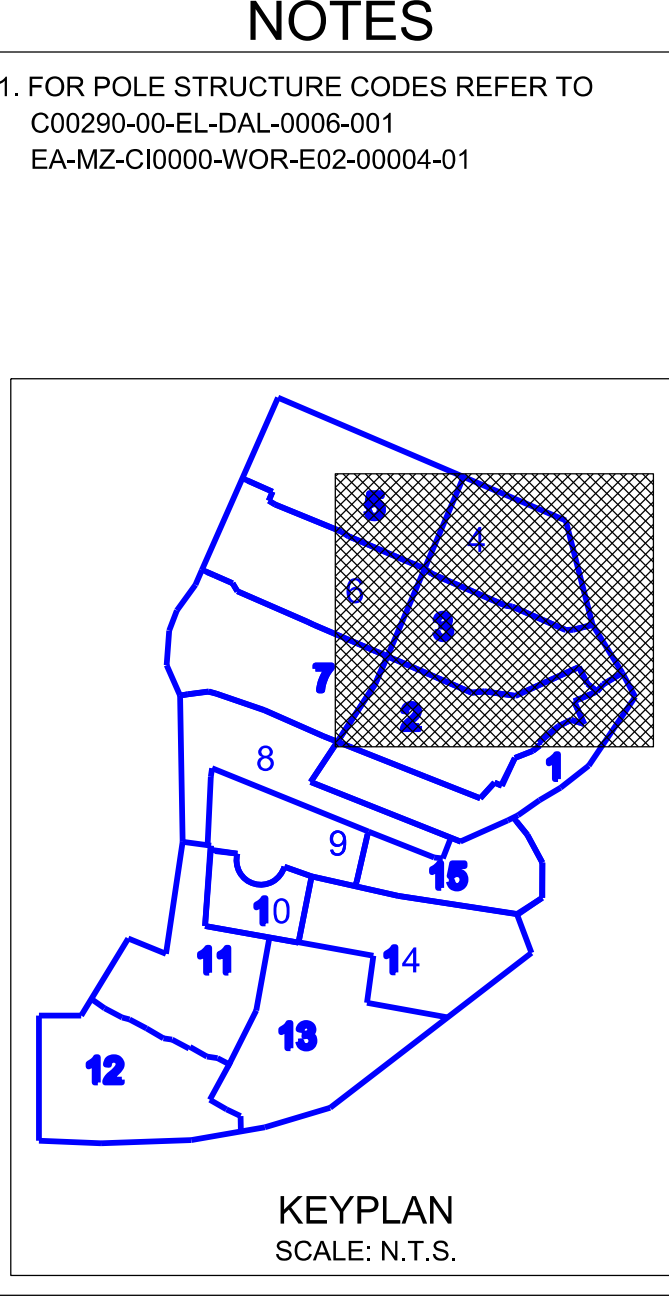 NOTES
1. FOR POLE STRUCTURE CODES REFER TO
C00290-00-EL-DAL-0006-001
EA-MZ-CI0000-WOR-E02-00004-01
5
4
6
3
7
2
8
1
9
15
10
11
14
13
12
KEYPLAN
SCALE: N.T.S.